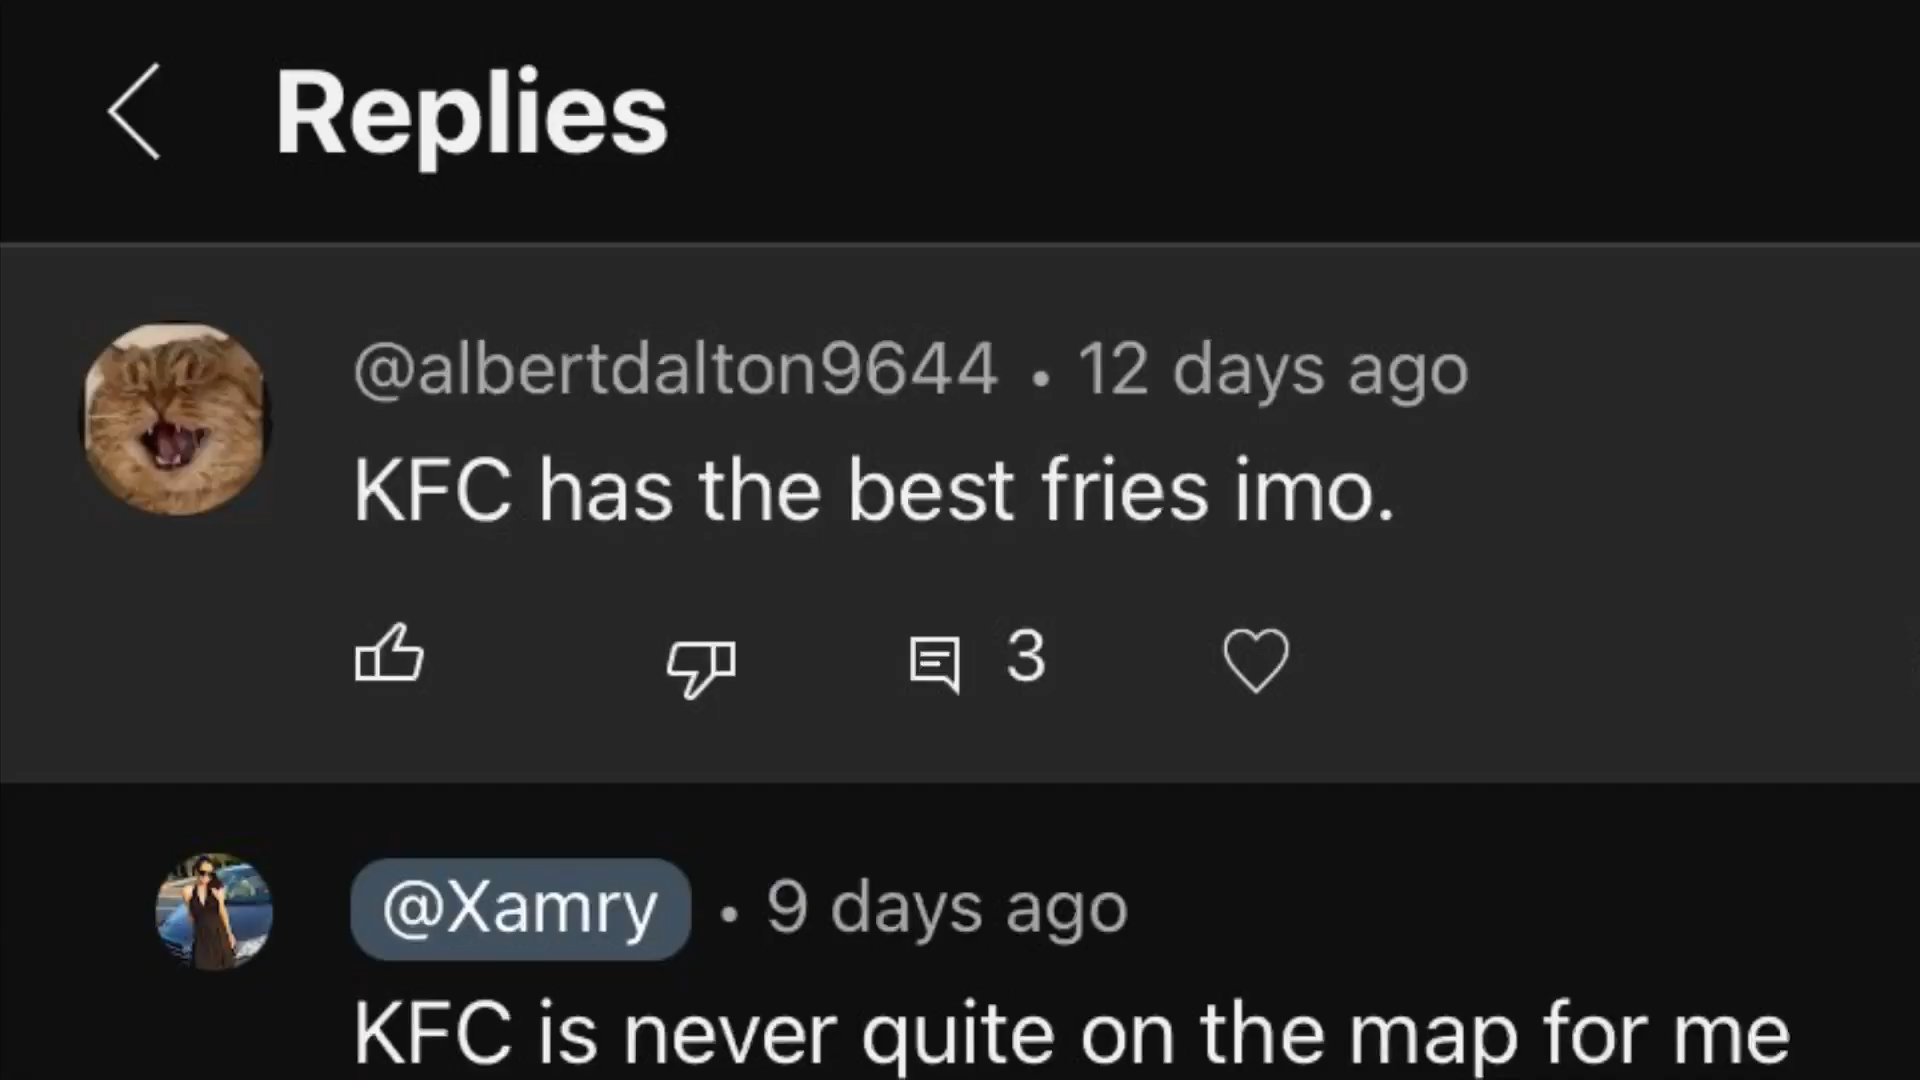 Replies
@albertdalton9644 • 12 days ago
KFC has the best fries imo.
3
@Xamry • 9 days ago
KFC is never quite on the map for me